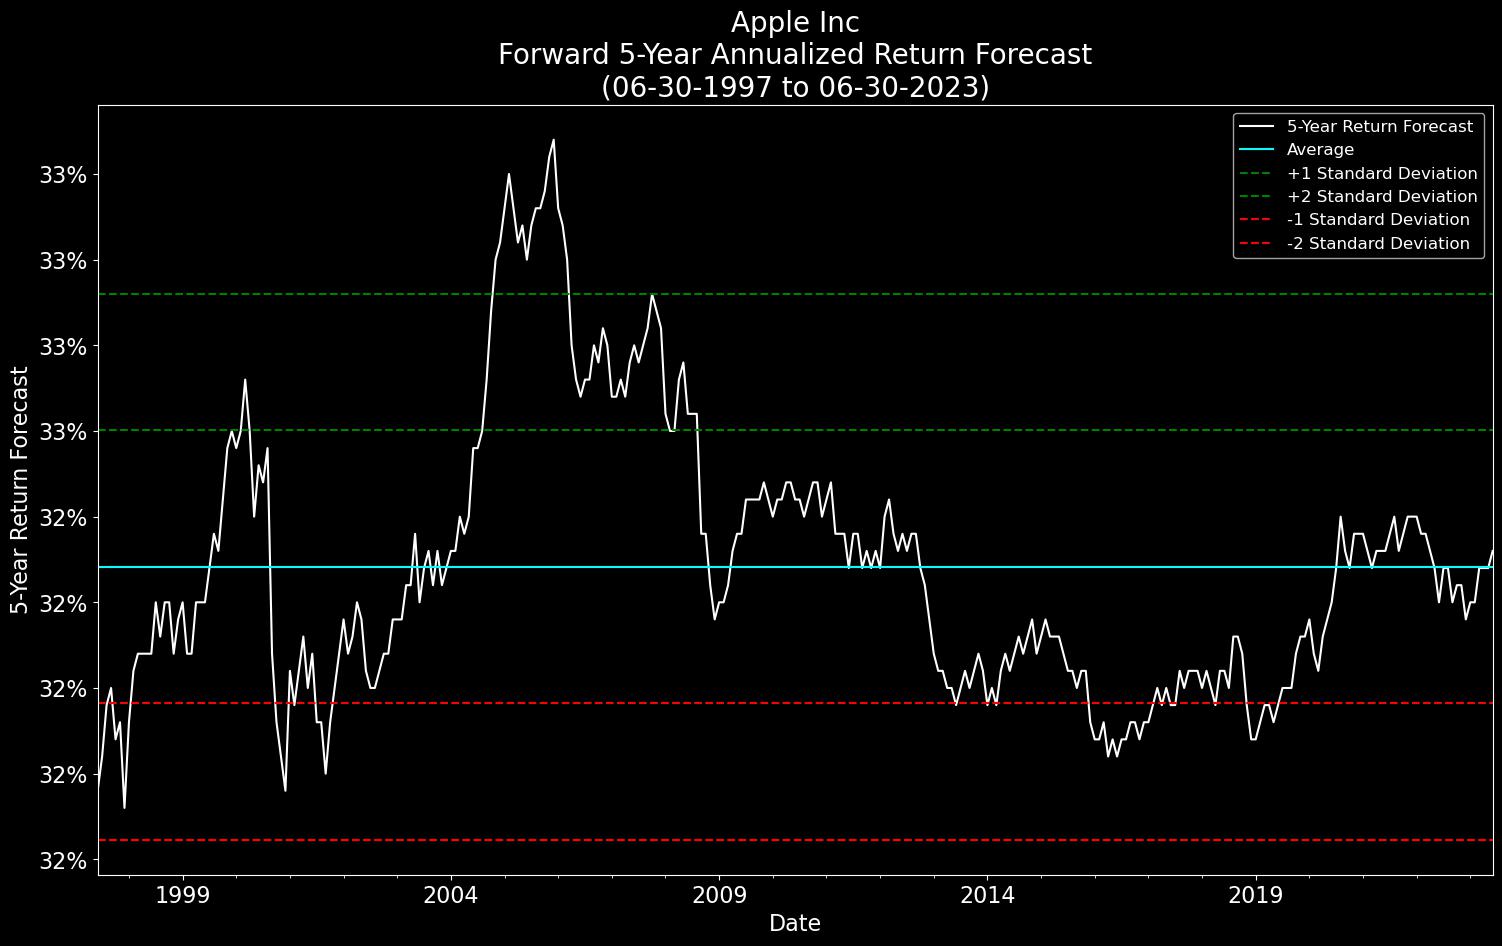 Apple Inc
Forward 5-Year Annualized Return Forecast
(06-30-1997 to 06-30-2023)
5-Year Return Forecast
Average
+1 Standard Deviation
+2 Standard Deviation
-1 Standard Deviation
-2 Standard Deviation
33%
33%
33%
33%
32%
32%
32%
32%
32%
5-Year Return Forecast
1999
2004
2009
2014
2019
Date